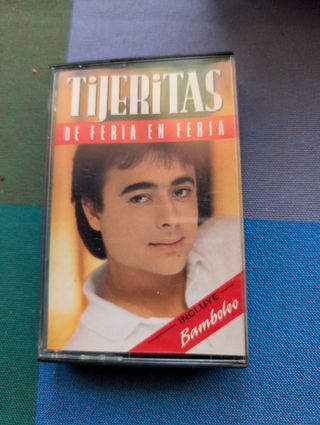 TiJERiTAS
DE FERIA EN FERIA
INCLUYE
Bamboleo